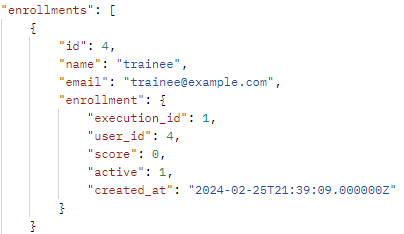 "enrollments": [
{
"id": 4,
"name": "trainee",
"email": "trainee@example.com",
"enrollment": {
"execution_id": 1,
"user_id": 4,
"score": 0,
"active": 1,
"created_at": "2024-02-25T21:39:09.000000Z"
}
}